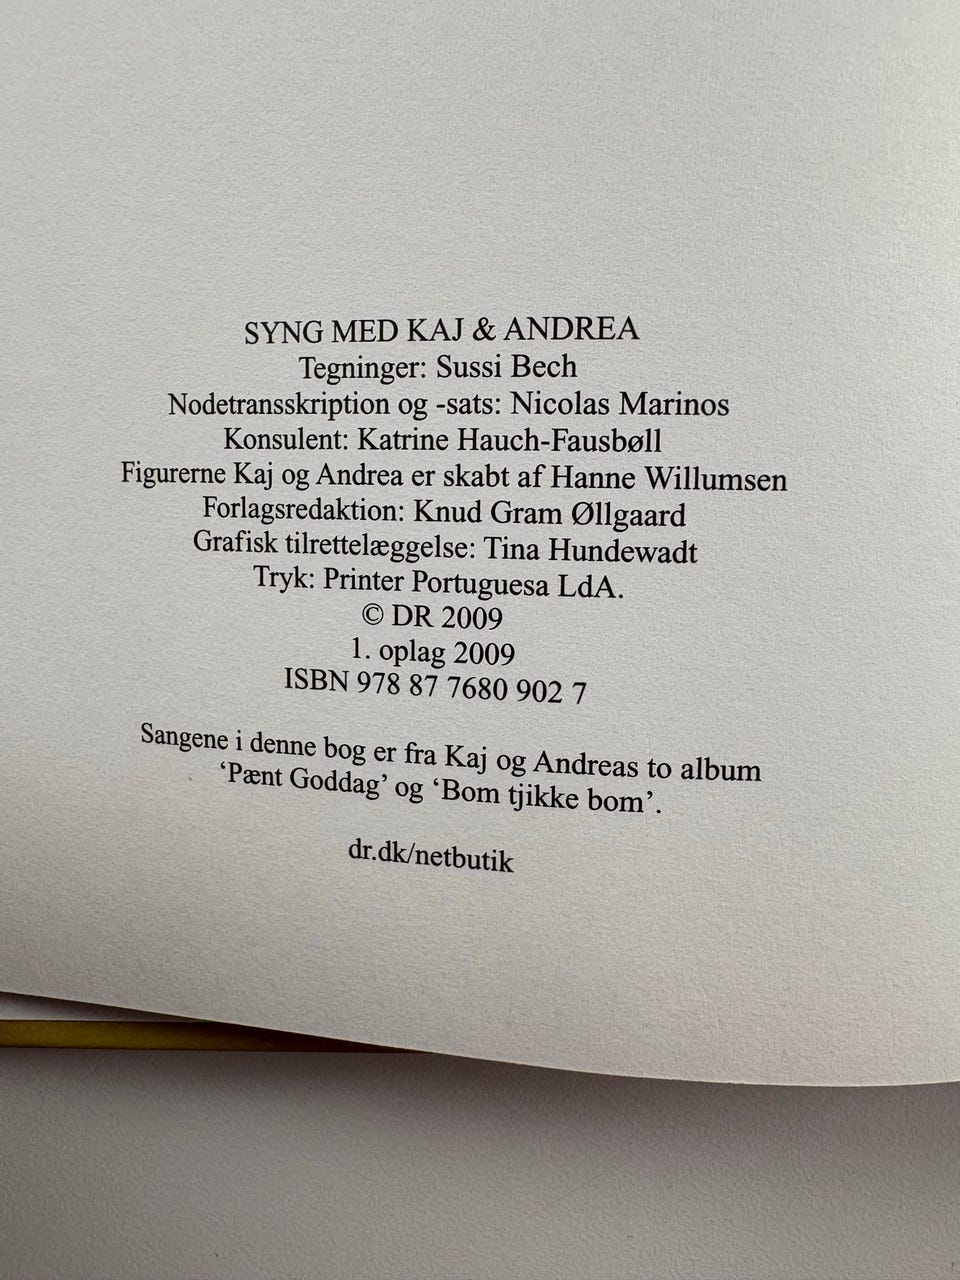 SYNG MED KAJ & ANDREA
Tegninger: Sussi Bech
Nodetransskription og -sats: Nicolas Marinos
Konsulent: Katrine Hauch-Fausbøll
Figurerne Kaj og Andrea er skabt af Hanne Willumsen
Forlagsredaktion: Knud Gram Øllgaard
Grafisk tilrettelæggelse: Tina Hundewadt
Tryk: Printer Portuguesa LdA.
© DR 2009
1. oplag 2009
ISBN 978 87 7680 902 7
Sangene i denne bog er fra Kaj og Andreas to album
‘Pænt Goddag’ og ‘Bom tjikke bom’.
dr.dk/netbutik